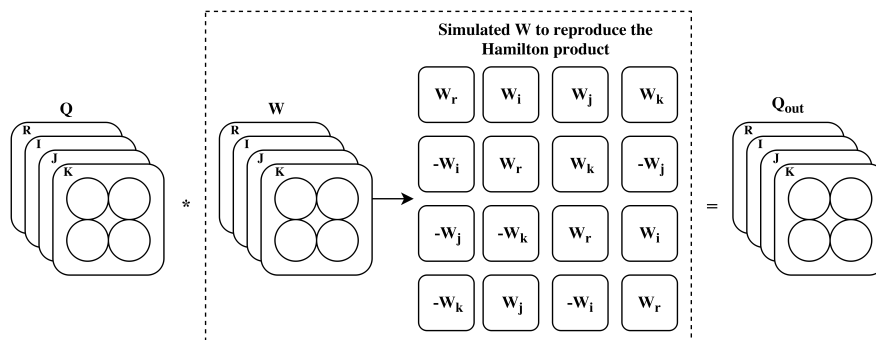 Simulated W to reproduce the
Hamilton product
Q
R
I
J
K
*
W
R
I
J
K
W_r W_i W_j W_k
-W_i W_r W_k -W_j
-W_j -W_k W_r W_i
-W_k W_j -W_i W_r
=
Q_out
R
I
J
K